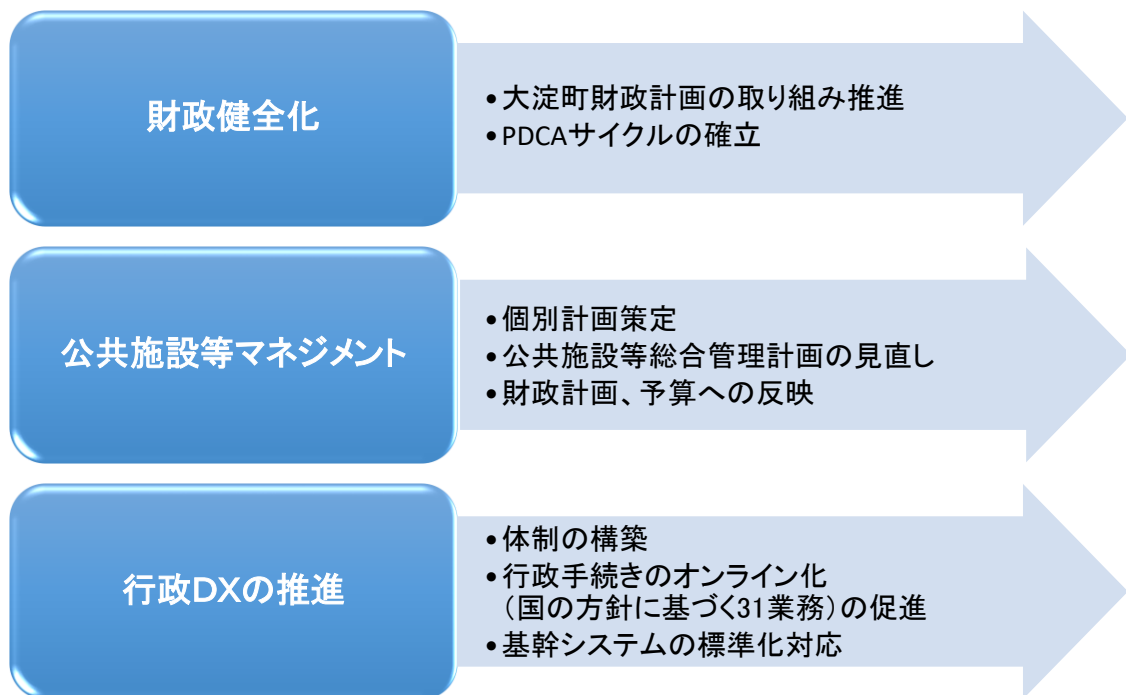 財政健全化
•大淀町財政計画の取り組み推進
•PDCAサイクルの確立
公共施設等マネジメント
•個別計画策定
•公共施設等総合管理計画の見直し
•財政計画、予算への反映
行政DXの推進
•体制の構築
•行政手続きのオンライン化
（国の方針に基づく31業務）の促進
•基幹システムの標準化対応